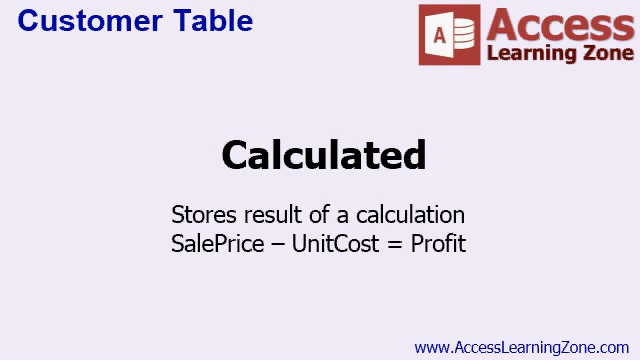 Customer Table
A
Access
Learning Zone
Calculated
Stores result of a calculation
SalePrice – UnitCost = Profit
www.AccessLearningZone.com